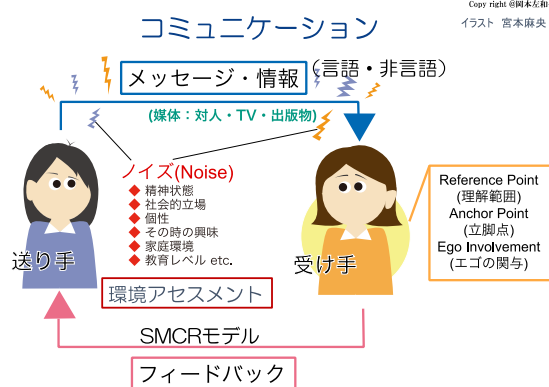 Copy right @岡本左和
コミュニケーション
イラスト 宮本麻央
メッセージ・情報
(言語・非言語)
(媒体：対人・TV・出版物)
ノイズ(Noise)
◆ 精神状態
◆ 社会的立場
◆ 個性
◆ その時の興味
◆ 家庭環境
◆ 教育レベル etc.
送り手
受け手
Reference Point
(理解範囲)
Anchor Point
(立脚点)
Ego Involvement
(エゴの関与)
環境アセスメント
SMCRモデル
フィードバック